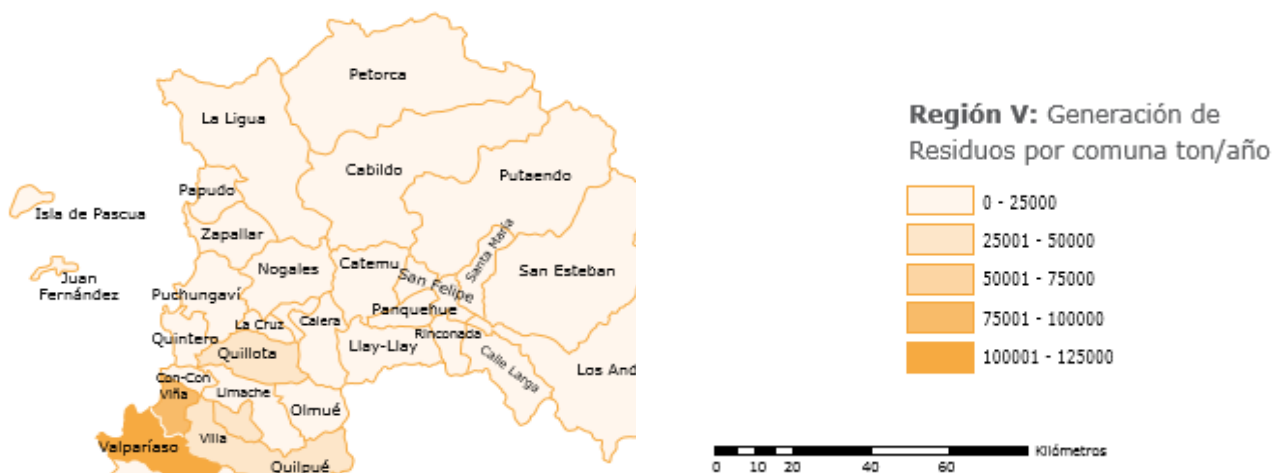 Petorca
La Ligua
Cabildo
Putaendo
Papudo
Isla de Pascua
Zapallar
Santa María
Nogales
Catemu
San Felipe
San Esteban
Juan
Fernández
Puchungaví
Panquehue
La Cruz
Calera
Rinconada
Quintero
Quillota
Llay-Llay
Calle Larga
Los And
Con-Con
Viña
Limache
Olmué
Valparíaso
Villa
Quilpué
Región V: Generación de
Residuos por comuna ton/año
0 - 25000
25001 - 50000
50001 - 75000
75001 - 100000
100001 - 125000
Kilómetros
0 10 20 40 60